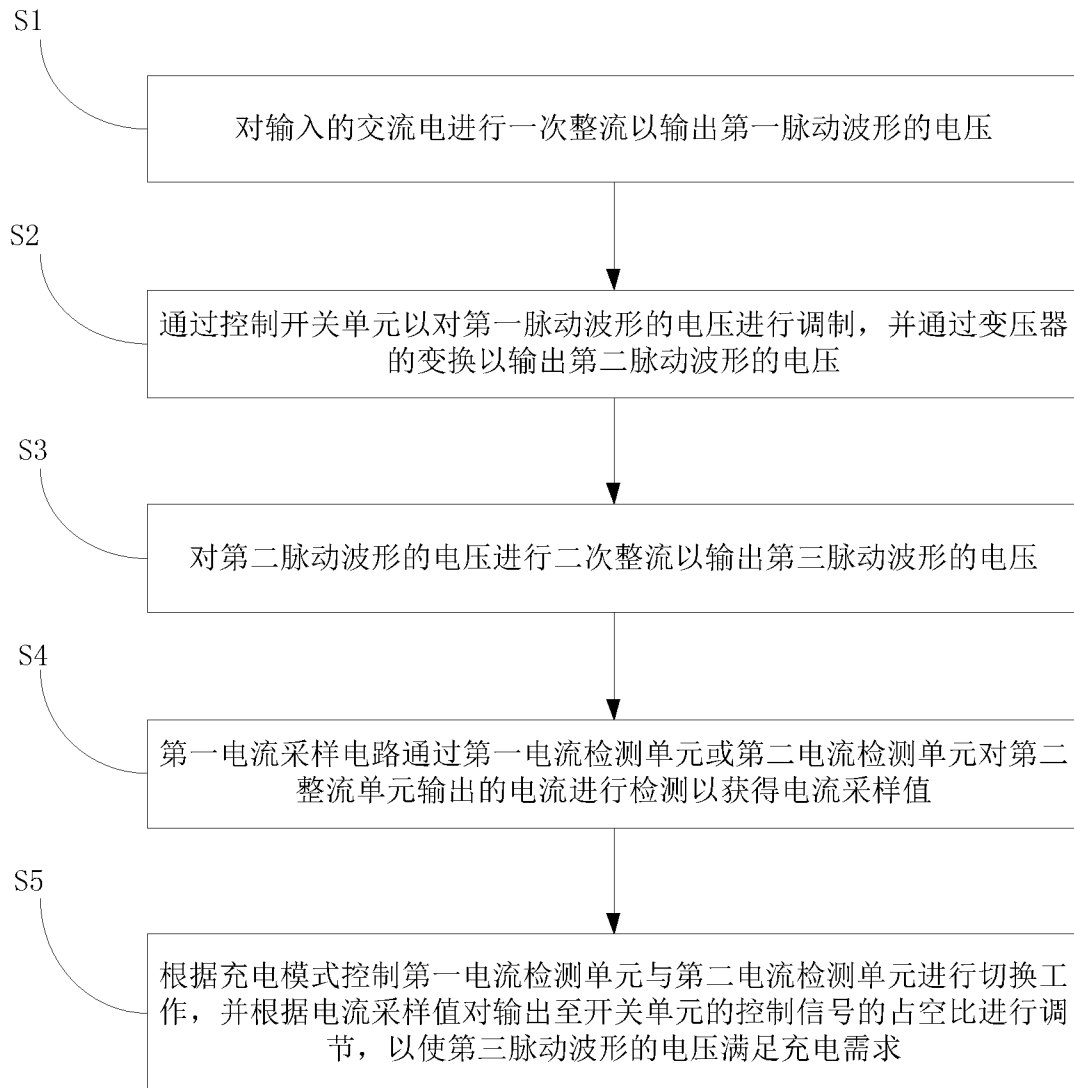 S1
对输入的交流电进行一次整流以输出第一脉动波形的电压
S2
通过控制开关单元以对第一脉动波形的电压进行调制，并通过变压器
的变换以输出第二脉动波形的电压
S3
对第二脉动波形的电压进行二次整流以输出第三脉动波形的电压
S4
第一电流采样电路通过第一电流检测单元或第二电流检测单元对第二
整流单元输出的电流进行检测以获得电流采样值
S5
根据充电模式控制第一电流检测单元与第二电流检测单元进行切换工
作，并根据电流采样值对输出至开关单元的控制信号的占空比进行调
节，以使第三脉动波形的电压满足充电需求